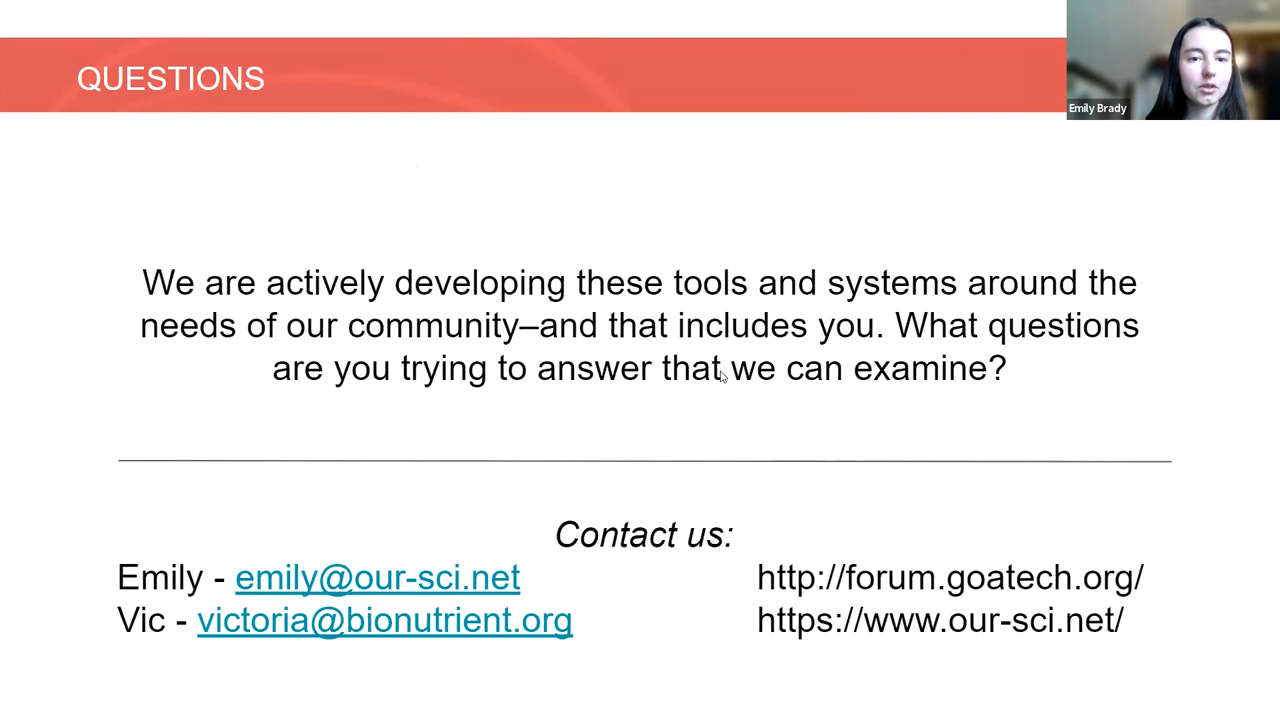 QUESTIONS
Emily Brady
We are actively developing these tools and systems around the
needs of our community–and that includes you. What questions
are you trying to answer that we can examine?
Contact us:
Emily - emily@our-sci.net
http://forum.goatech.org/
Vic - victoria@bionutrient.org
https://www.our-sci.net/